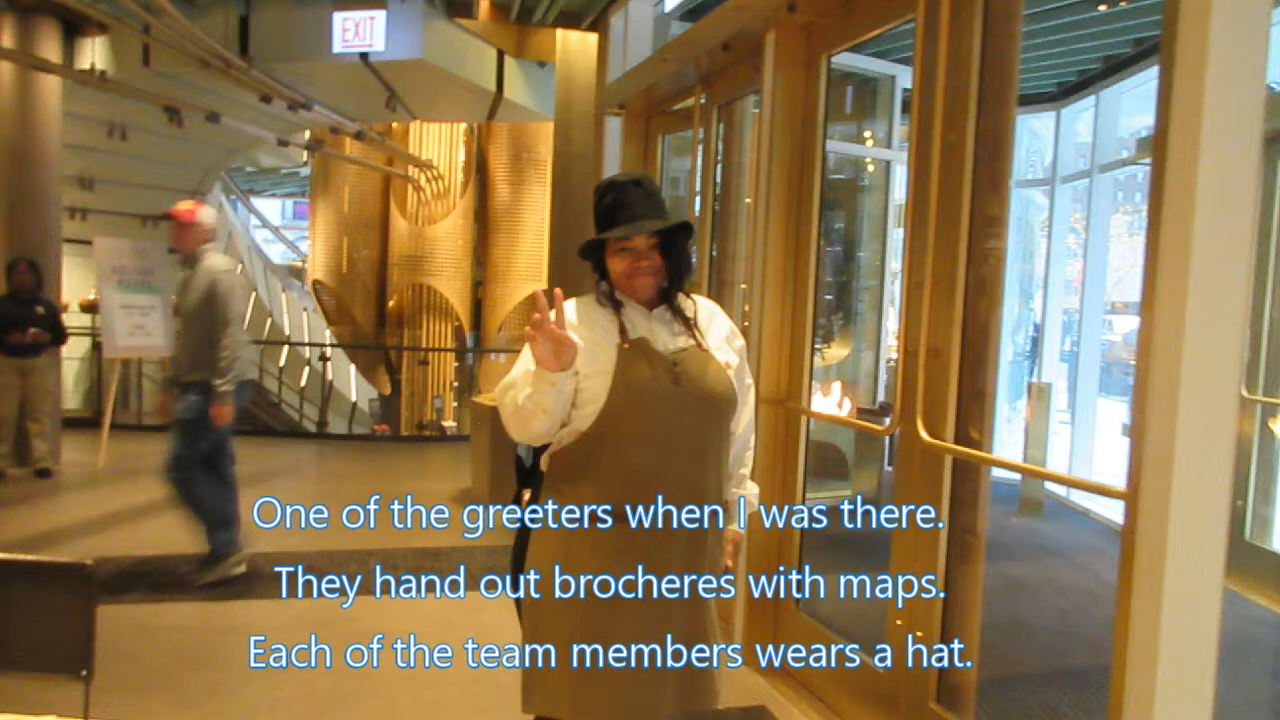 EXIT
One of the greeters when I was there.
They hand out brocheres with maps.
Each of the team members wears a hat.